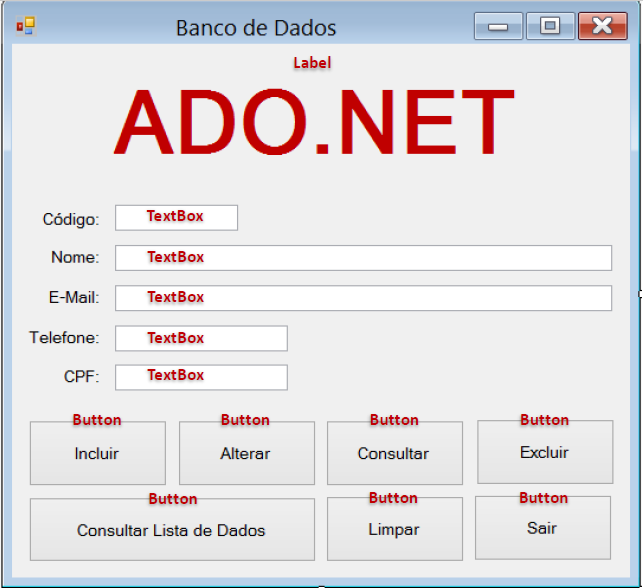 Banco de Dados
Label
ADO.NET
Código: TextBox
Nome: TextBox
E-Mail: TextBox
Telefone: TextBox
CPF: TextBox
Button Button Button Button
Incluir Alterar Consultar Excluir
Button Button Button
Consultar Lista de Dados Limpar Sair